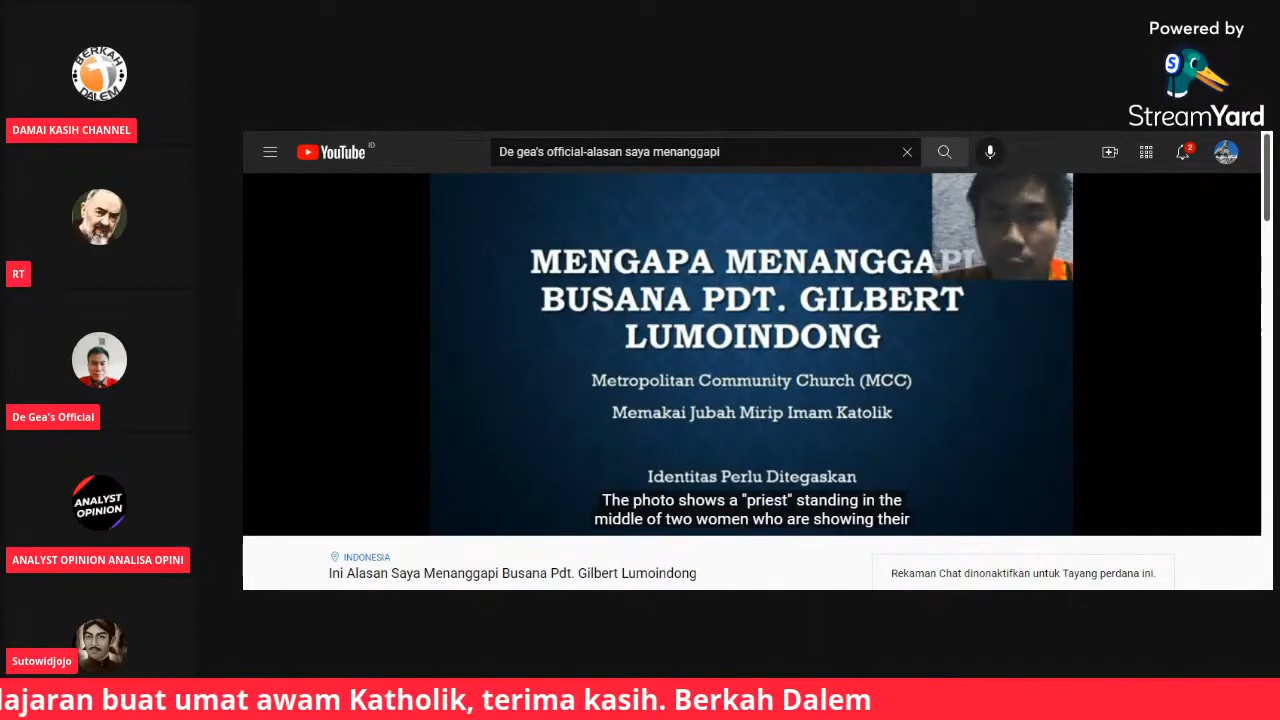 Powered by
S
StreamYard
BERKAH
DALEM
DAMAI KASIH CHANNEL
RT
De Gea's Official
ANALYST
OPINION
ANALYST OPINION ANALISA OPINI
Sutowidjojo
YouTube ID
De gea's official-alasan saya menanggapi
2
MENGAPA MENANGGAPI
BUSANA PDT. GILBERT
LUMOINDONG
Metropolitan Community Church (MCC)
Memakai Jubah Mirip Imam Katolik
Identitas Perlu Ditegaskan
The photo shows a "priest" standing in the
middle of two women who are showing their
INDONESIA
Ini Alasan Saya Menanggapi Busana Pdt. Gilbert Lumoindong
Rekaman Chat dinonaktifkan untuk Tayang perdana ini.
lajaran buat umat awam Katholik, terima kasih. Berkah Dalem